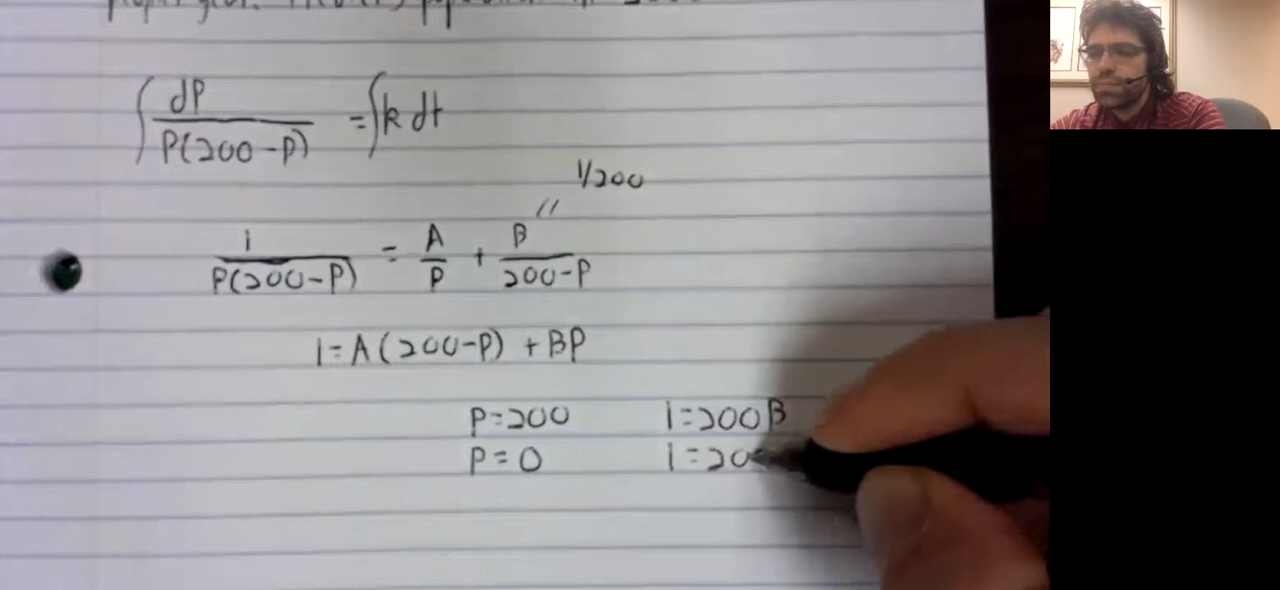 ∫ dP / P(200-P) = ∫ k dt
1/200
//
1 / P(200-P) = A / P + B / 200-P
1 = A(200-P) + BP
P=200 1=200B
P=0 1=20